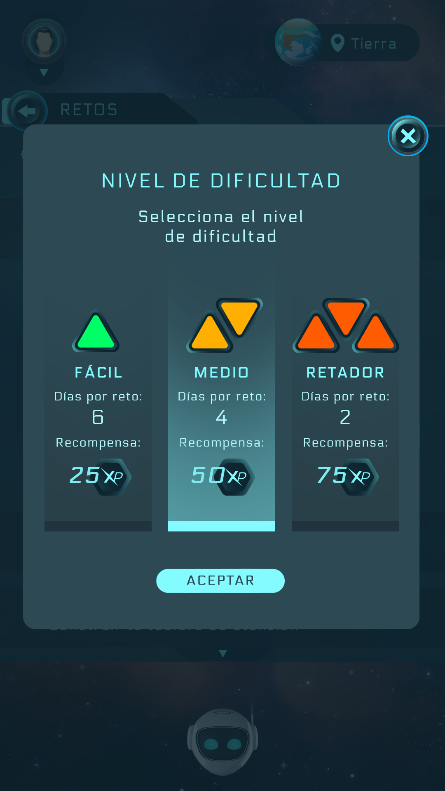 Tierra
RETOS
NIVEL DE DIFICULTAD
Selecciona el nivel
de dificultad
FÁCIL
Días por reto:
6
Recompensa:
25XP
MEDIO
Días por reto:
4
Recompensa:
50XP
RETADOR
Días por reto:
2
Recompensa:
75XP
ACEPTAR